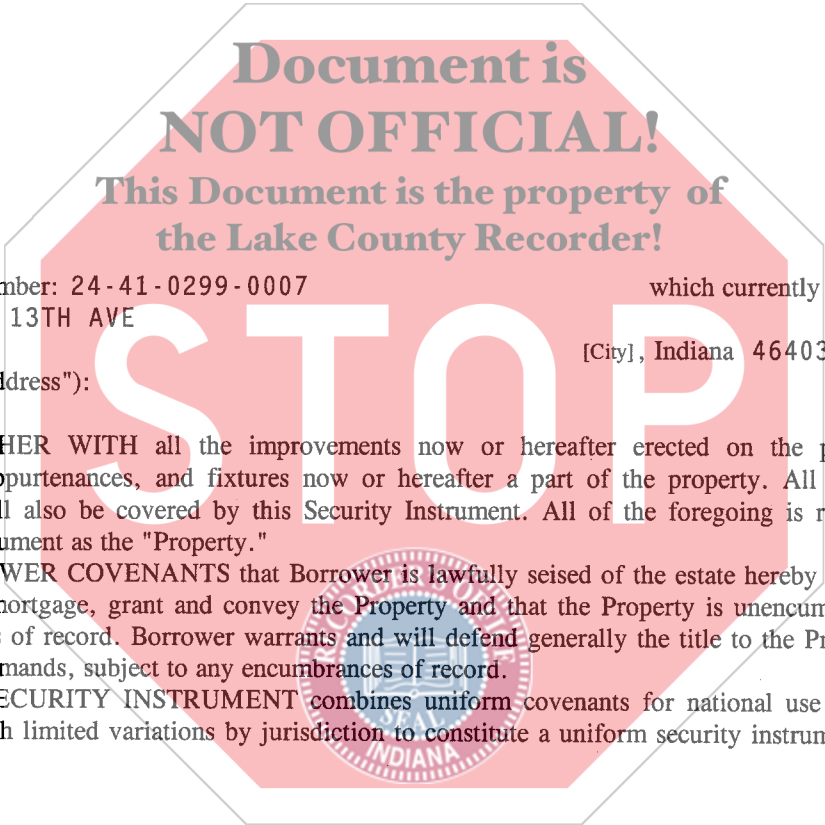 Document is
NOT OFFICIAL!
This Document is the property of
the Lake County Recorder!
mber: 24-41-0299-0007 which currently
13TH AVE
[City], Indiana 46403
ddress"):
STOP
HER WITH all the improvements now or hereafter erected on the p
ppurtenances, and fixtures now or hereafter a part of the property. All
ll also be covered by this Security Instrument. All of the foregoing is r
ument as the "Property."
WER COVENANTS that Borrower is lawfully seised of the estate hereby
mortgage, grant and convey the Property and that the Property is unencum
s of record. Borrower warrants and will defend generally the title to the Pr
mands, subject to any encumbrances of record.
ECURITY INSTRUMENT combines uniform covenants for national use
h limited variations by jurisdiction to constitute a uniform security instrum
RECORDER'S OFFICE
SEAL
INDIANA